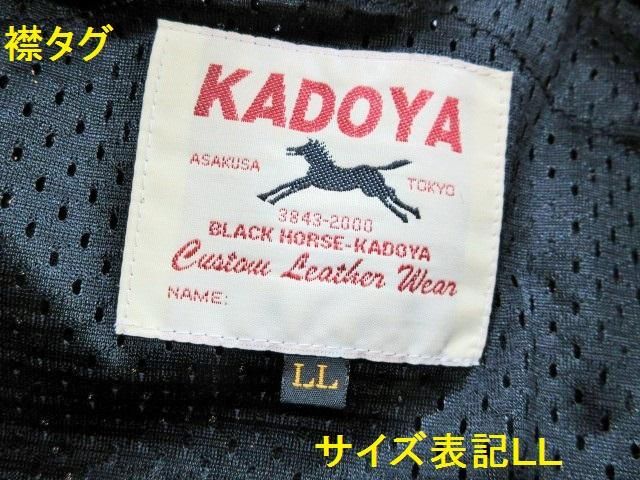 襟タグ
KADOYA
ASAKUSA TOKYO
3843-2000
BLACK HORSE-KADOYA
Custom Leather Wear
NAME:
LL
サイズ表記LL